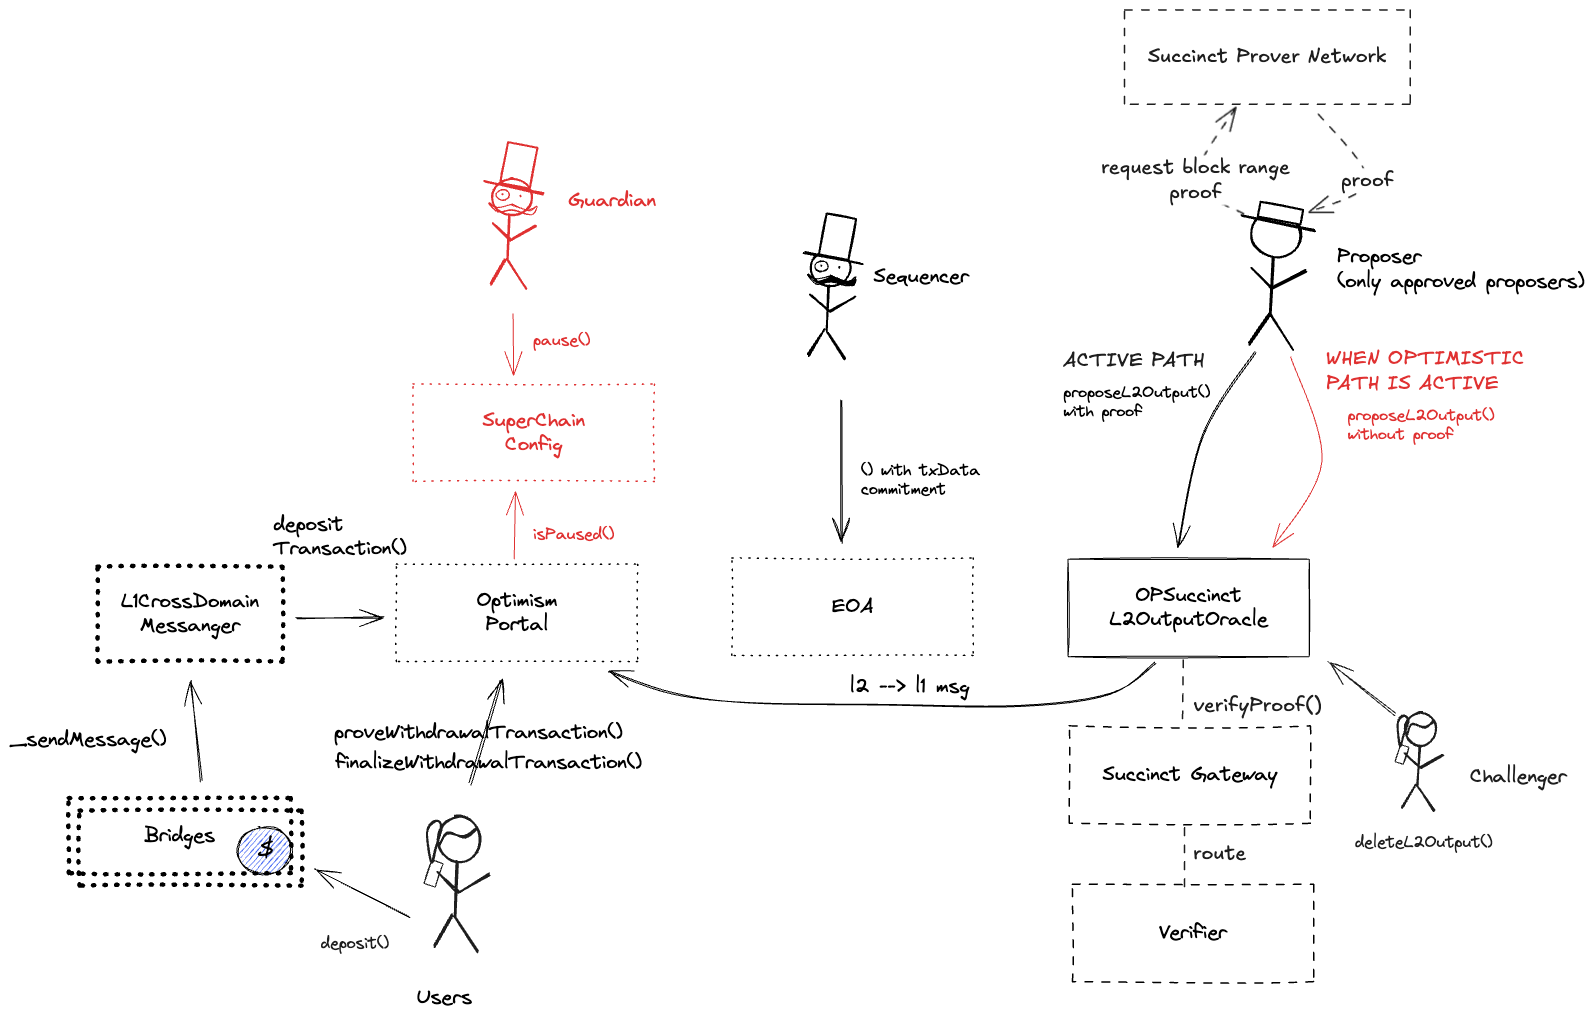 Succinct Prover Network
request block range
proof
proof
Guardian
Sequencer
Proposer
(only approved proposers)
pause()
ACTIVE PATH
proposeL2Output()
with proof
WHEN OPTIMISTIC
PATH IS ACTIVE
proposeL2Output()
without proof
SuperChain
Config
() with txData
commitment
isPaused()
deposit
Transaction()
L1CrossDomain
Messanger
Optimism
Portal
EOA
OPSuccinct
L2OutputOracle
l2 --> l1 msg
verifyProof()
_sendMessage()
proveWithdrawalTransaction()
finalizeWithdrawalTransaction()
Succinct Gateway
Challenger
Bridges
$
deleteL2Output()
route
deposit()
Verifier
Users